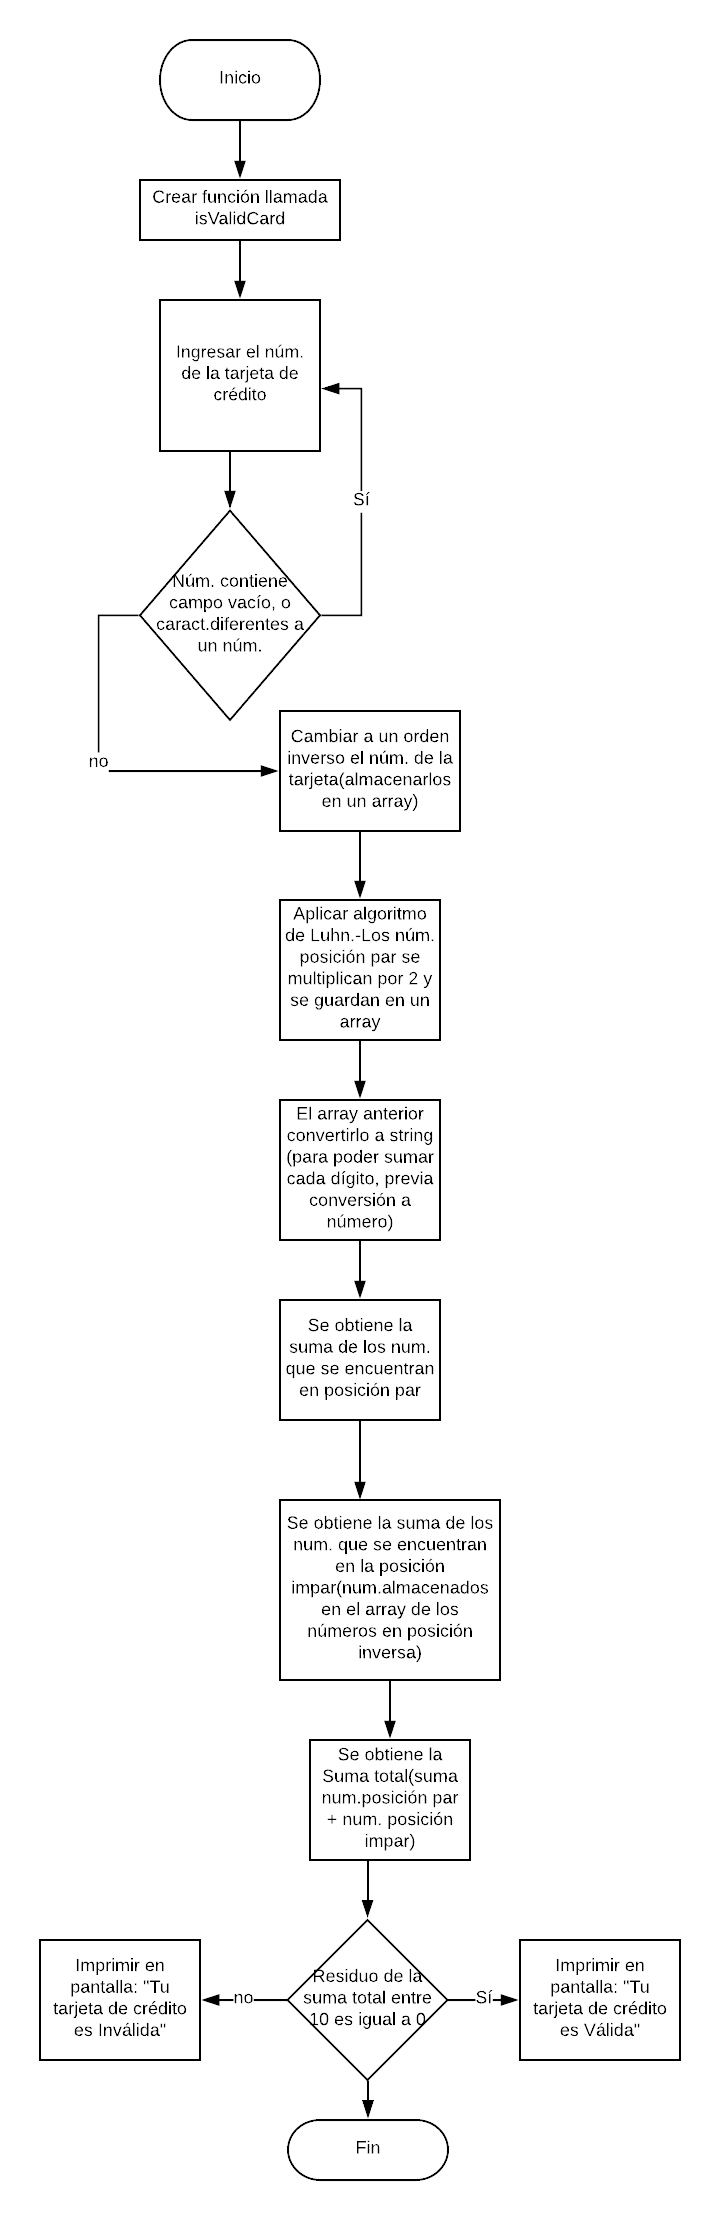 Inicio
Crear función llamada
isValidCard
Ingresar el núm.
de la tarjeta de
crédito
Sí
Núm. contiene
campo vacío, o
caract.diferentes a
un núm.
no
Cambiar a un orden
inverso el núm. de la
tarjeta(almacenarlos
en un array)
Aplicar algoritmo
de Luhn.-Los núm.
posición par se
multiplican por 2 y
se guardan en un
array
El array anterior
convertirlo a string
(para poder sumar
cada dígito, previa
conversión a
número)
Se obtiene la
suma de los num.
que se encuentran
en posición par
Se obtiene la suma de los
num. que se encuentran
en la posición
impar(num.almacenados
en el array de los
números en posición
inversa)
Se obtiene la
Suma total(suma
num.posición par
+ num. posición
impar)
Imprimir en
pantalla: "Tu
tarjeta de crédito
es Inválida"
no
Residuo de la
suma total entre
10 es igual a 0
Sí
Imprimir en
pantalla: "Tu
tarjeta de crédito
es Válida"
Fin